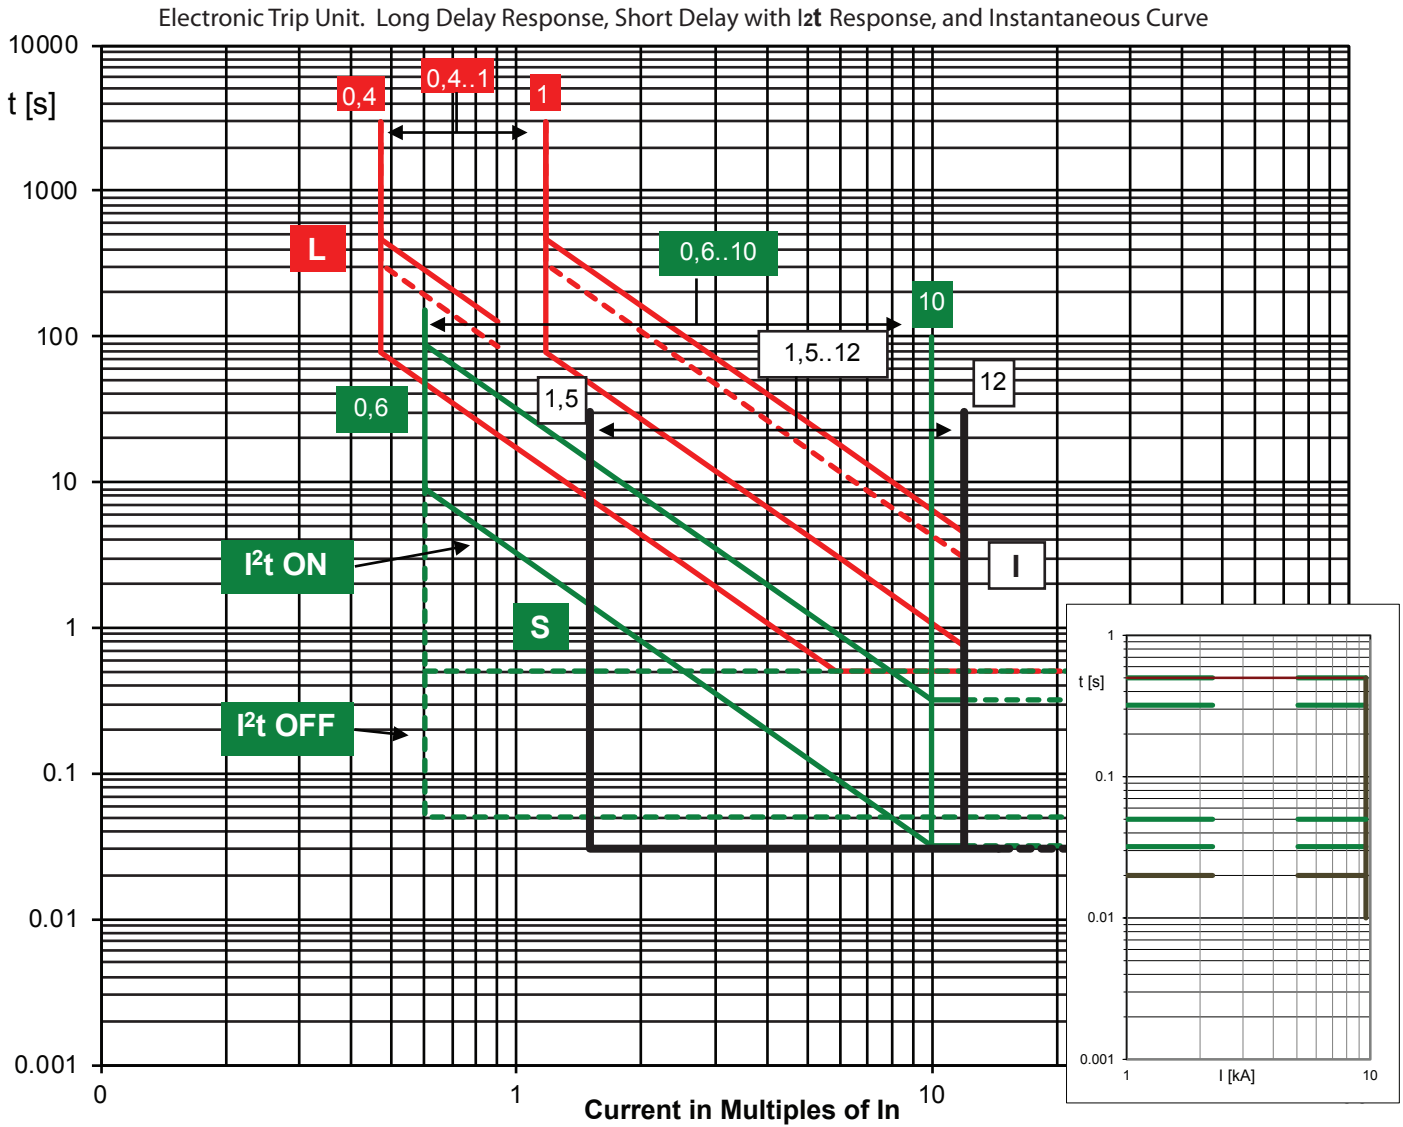 Electronic Trip Unit. Long Delay Response, Short Delay with I2t Response, and Instantaneous Curve
10000
t [s]
0,4
0,4..1
1
1000
L
0,6..10
10
100
1,5..12
12
1,5
0,6
10
I²t ON
I
S
1
I²t OFF
0.1
0.01
0.001
0
1
10
Current in Multiples of In
1
t [s]
0.1
0.01
0.001
1
I [kA]
10